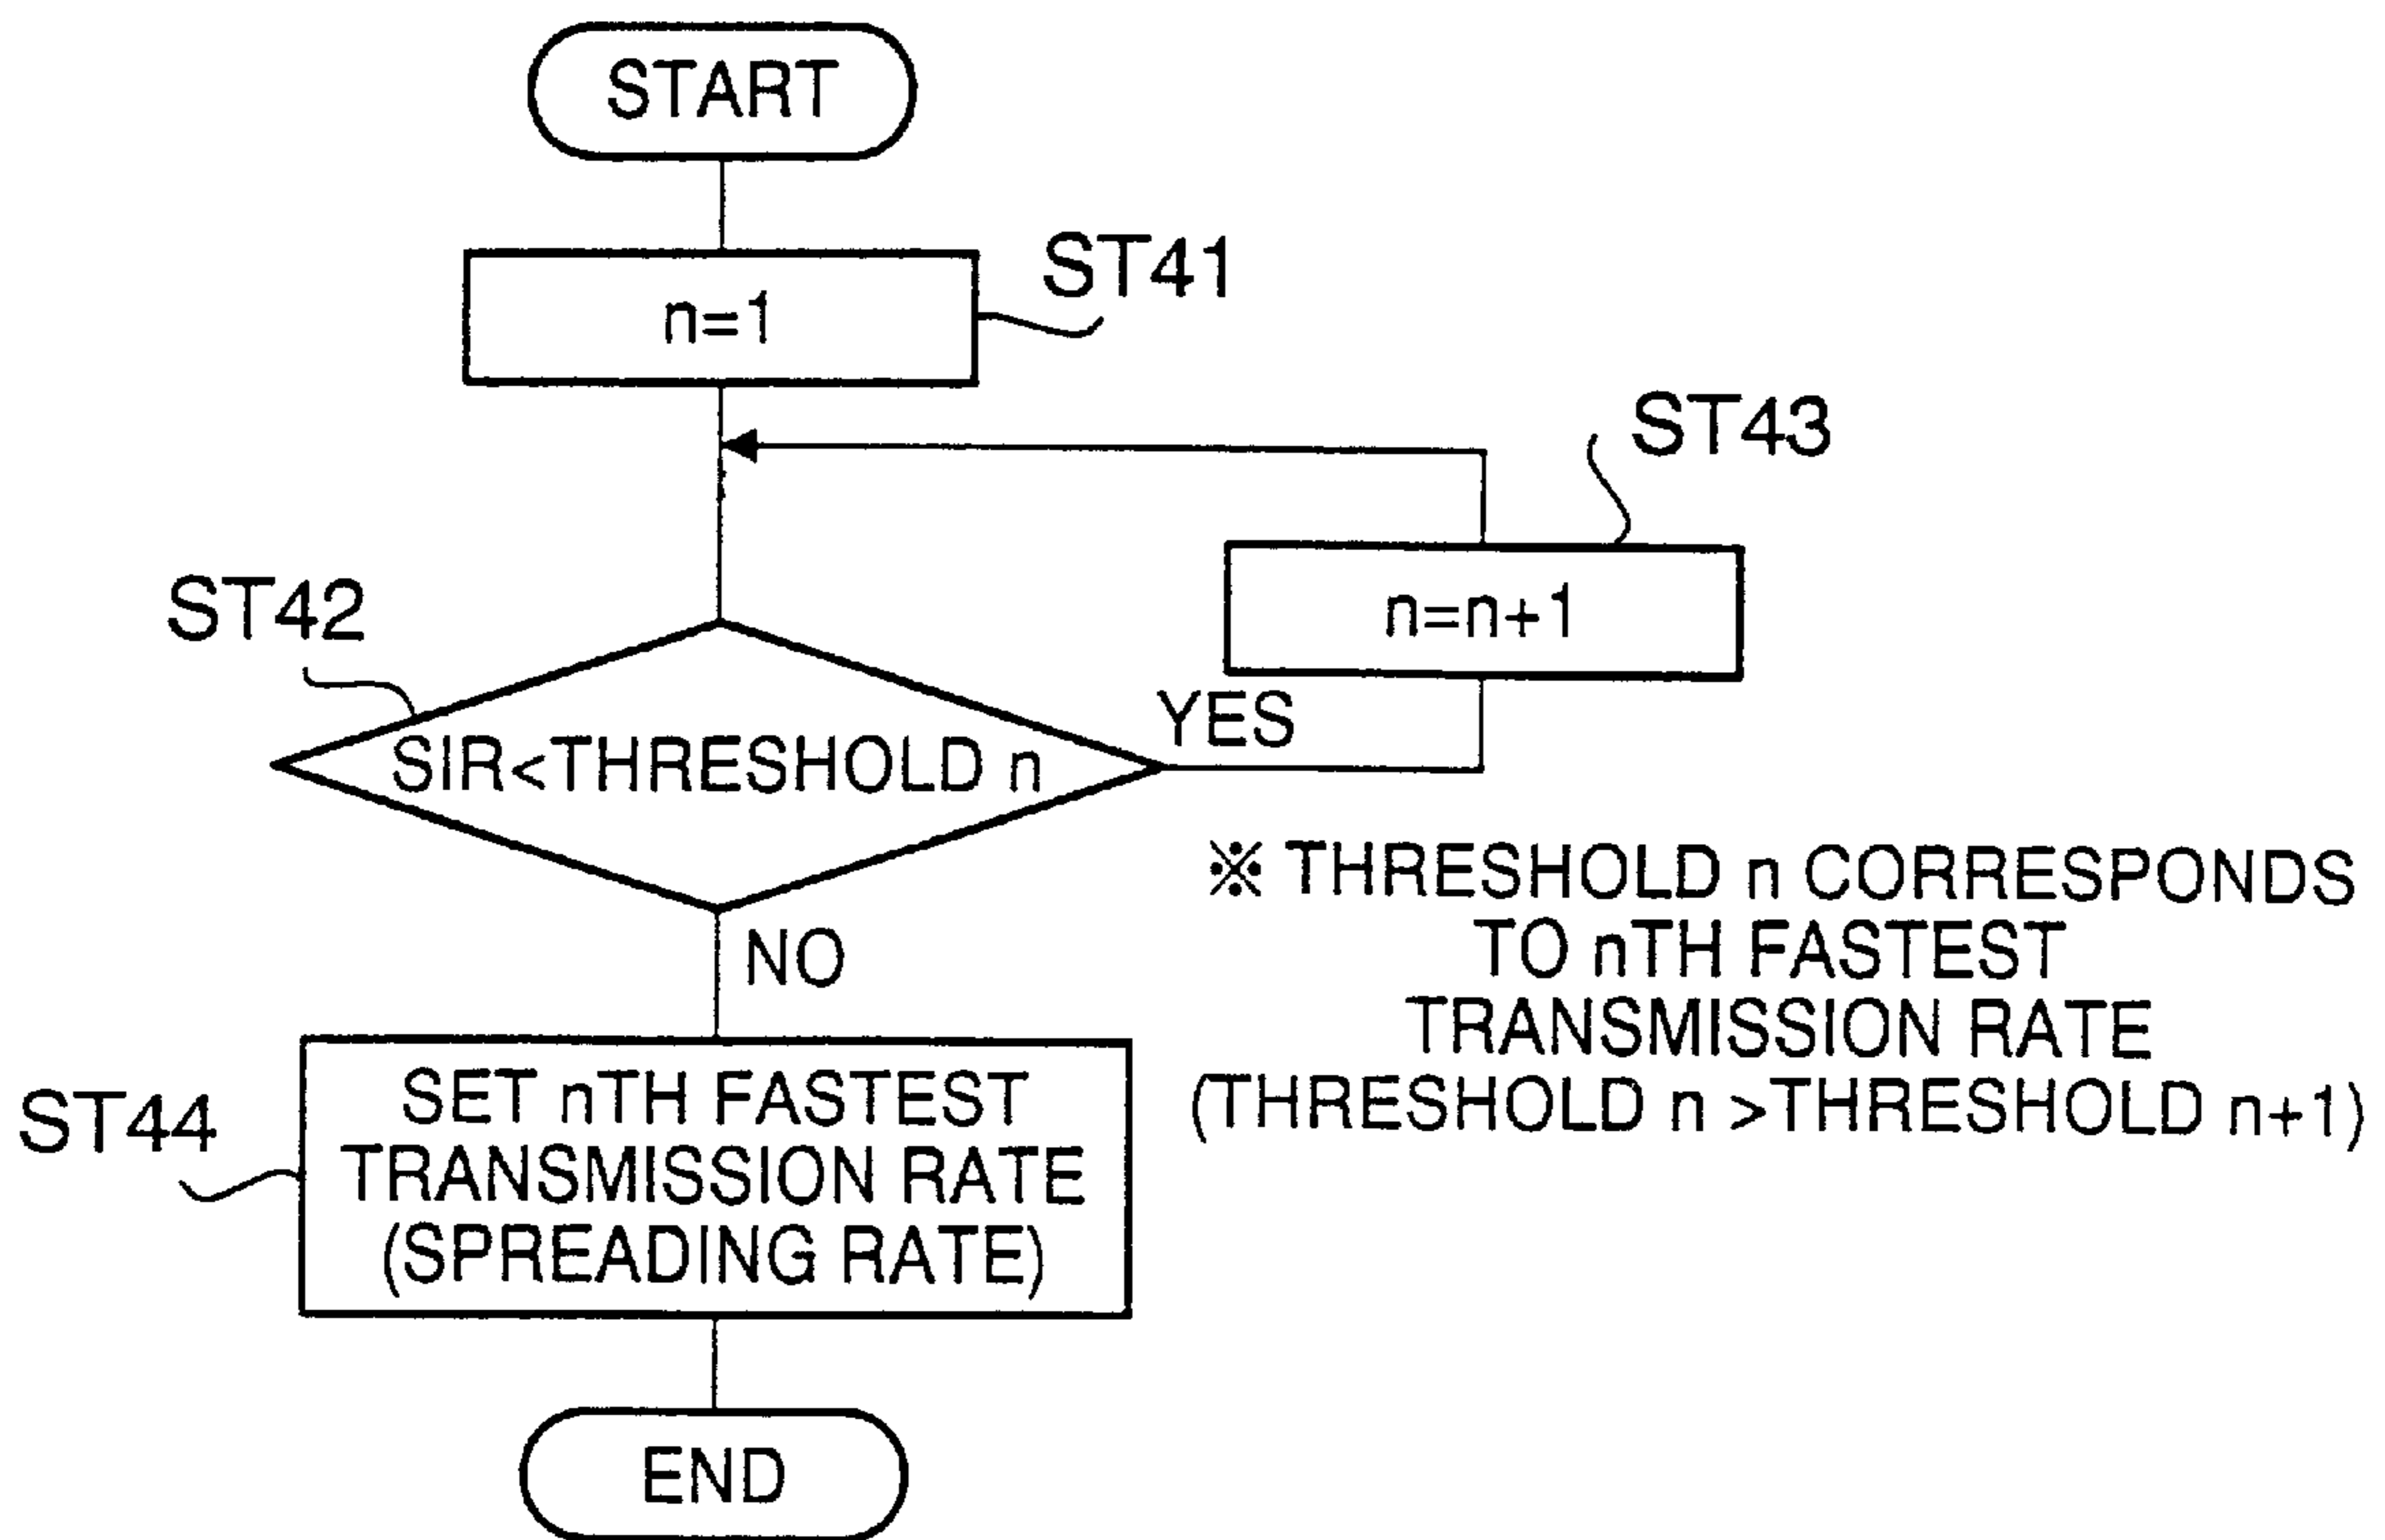 START
n=1
ST41
ST43
n=n+1
ST42
SIR<THRESHOLD n
YES
NO
※ THRESHOLD n CORRESPONDS
TO nTH FASTEST
TRANSMISSION RATE
(THRESHOLD n >THRESHOLD n+1)
ST44
SET nTH FASTEST
TRANSMISSION RATE
(SPREADING RATE)
END